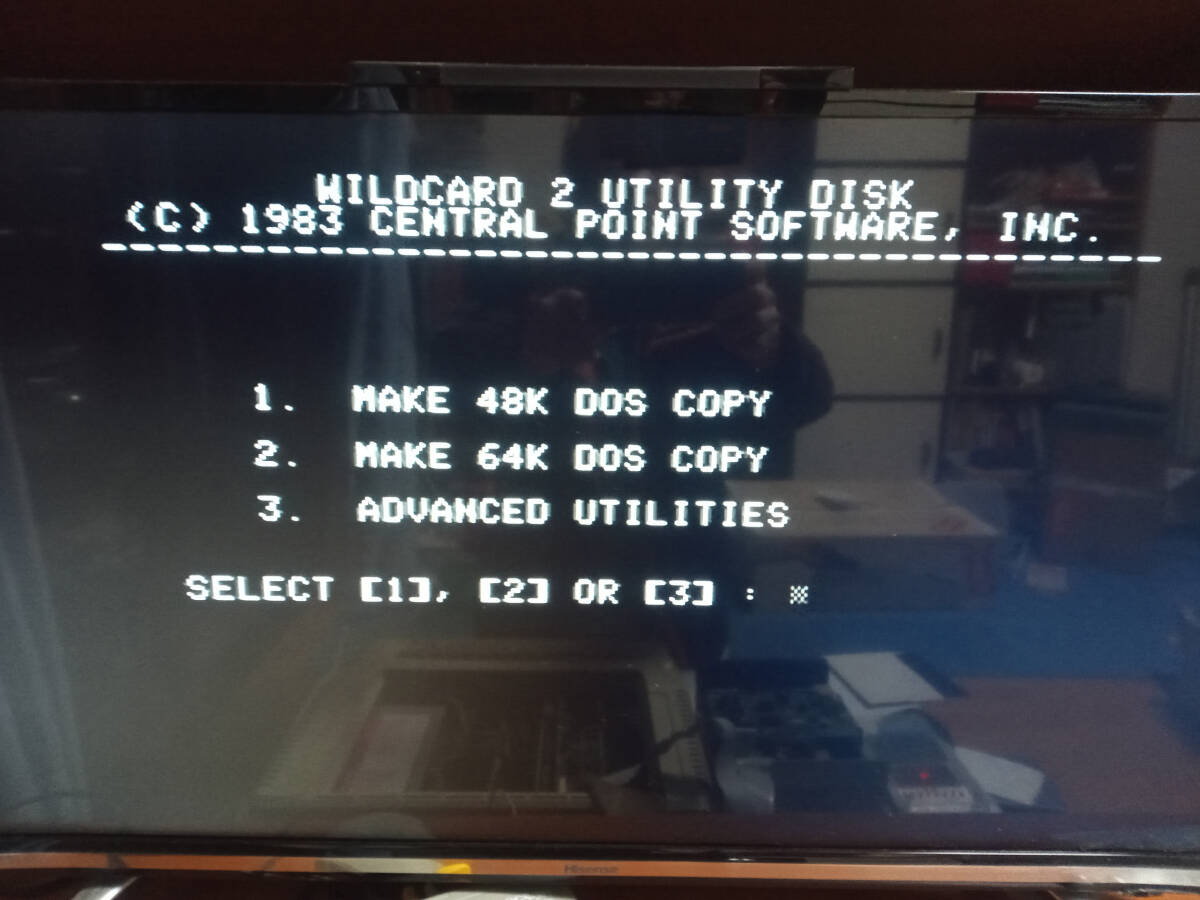 WILDCARD 2 UTILITY DISK
(C) 1983 CENTRAL POINT SOFTWARE, INC.
------------------------------------
1. MAKE 48K DOS COPY
2. MAKE 64K DOS COPY
3. ADVANCED UTILITIES
SELECT [1], [2] OR [3] :
Hisense